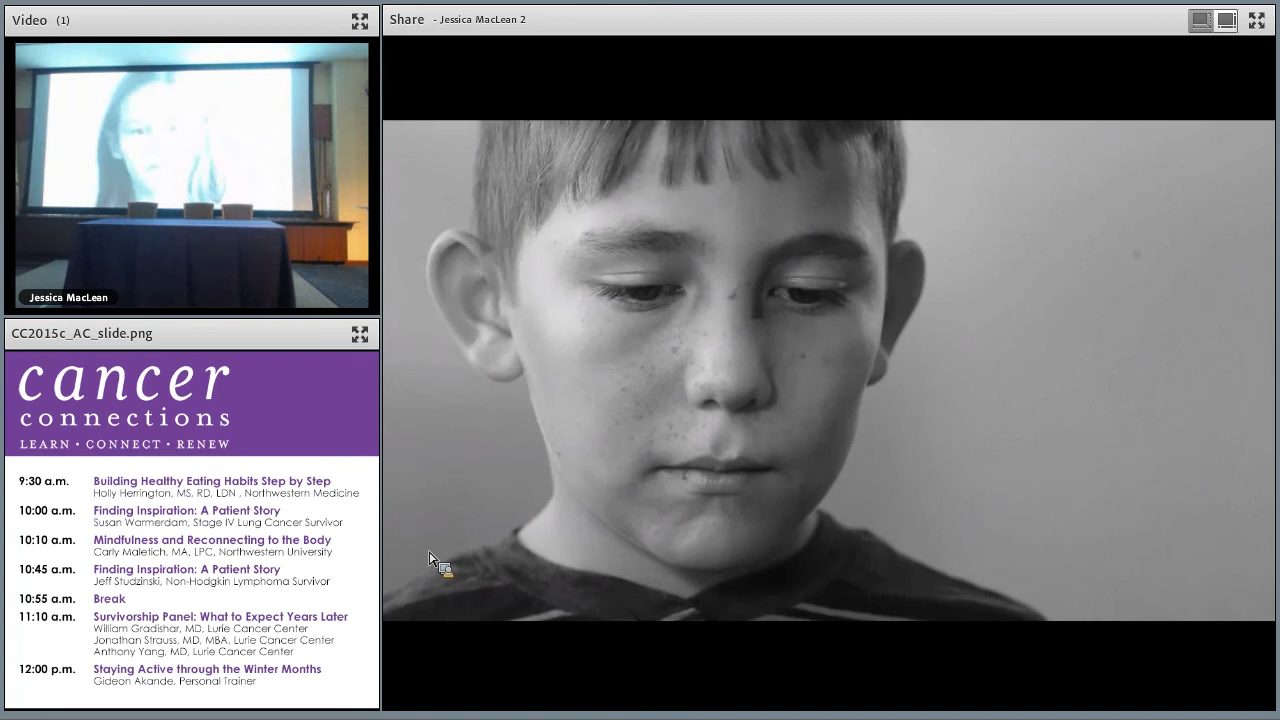 Video (1)
Jessica MacLean
Share - Jessica MacLean 2
CC2015c_AC_slide.png
cancer
connections
LEARN • CONNECT • RENEW
9:30 a.m. Building Healthy Eating Habits Step by Step
Holly Herrington, MS, RD, LDN , Northwestern Medicine
10:00 a.m. Finding Inspiration: A Patient Story
Susan Warmerdam, Stage IV Lung Cancer Survivor
10:10 a.m. Mindfulness and Reconnecting to the Body
Carly Maletich, MA, LPC, Northwestern University
10:45 a.m. Finding Inspiration: A Patient Story
Jeff Studzinski, Non-Hodgkin Lymphoma Survivor
10:55 a.m. Break
11:10 a.m. Survivorship Panel: What to Expect Years Later
William Gradishar, MD, Lurie Cancer Center
Jonathan Strauss, MD, MBA, Lurie Cancer Center
Anthony Yang, MD, Lurie Cancer Center
12:00 p.m. Staying Active through the Winter Months
Gideon Akande, Personal Trainer